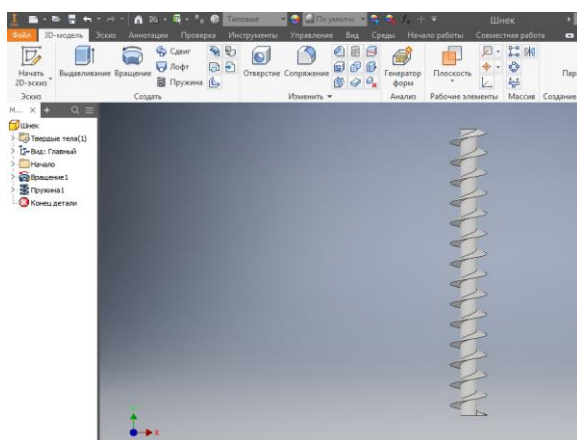 Типовые По умолч Шнек
Файл 3D-модель Эскиз Аннотации Проверка Инструменты Управление Вид Среды Начало работы Совместная работа
Начать 2D-эскиз
Выдавливание Вращение
Сдвиг
Лофт
Пружина
Отверстие Сопряжение
Генератор форм
Плоскость
Пар
Эскиз Создать Изменить Анализ Рабочие элементы Массив Создание
М...
Шнек
Твердые тела(1)
Вид: Главный
Начало
Вращение1
Пружина1
Конец детали
X